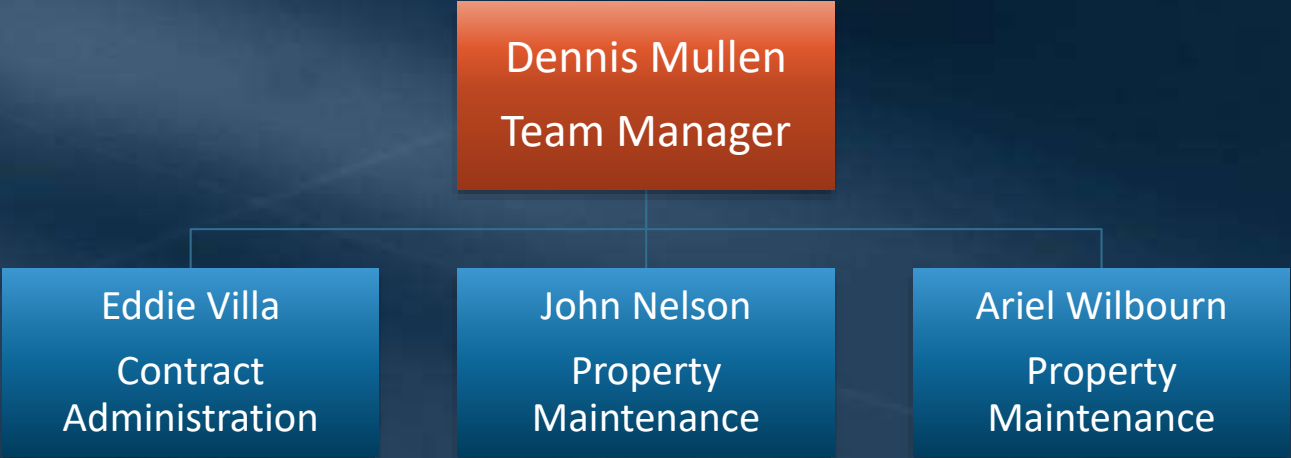 Dennis Mullen
Team Manager
Eddie Villa
Contract
Administration
John Nelson
Property
Maintenance
Ariel Wilbourn
Property
Maintenance